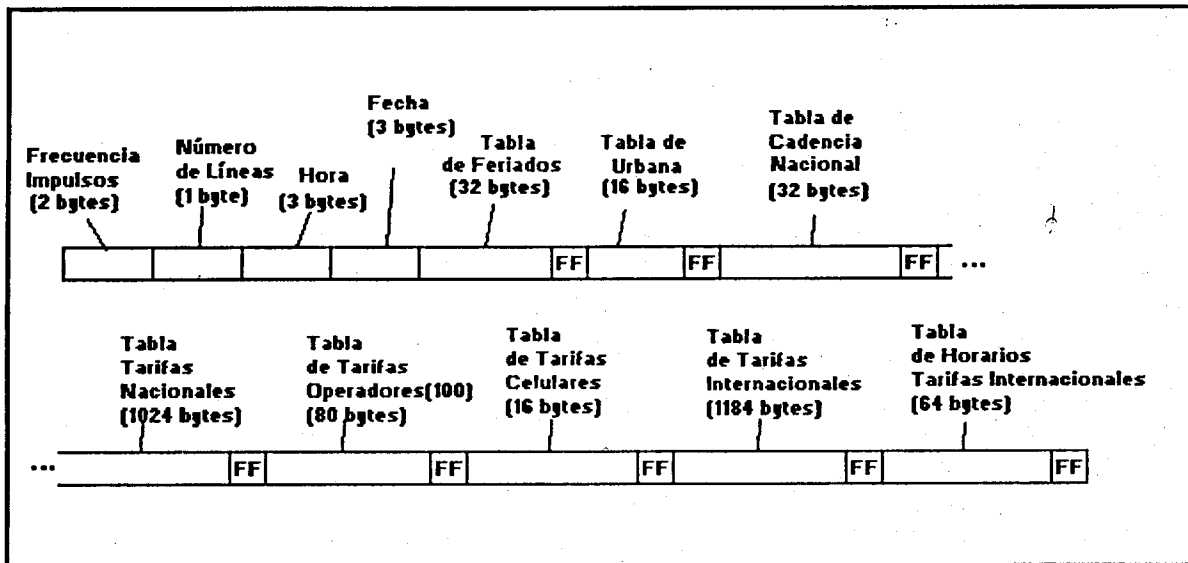 Frecuencia
Impulsos
(2 bytes)
Número
de Líneas
(1 byte)
Hora
(3 bytes)
Fecha
(3 bytes)
Tabla
de Feriados
(32 bytes)
Tabla de
Urbana
(16 bytes)
Tabla de
Cadencia
Nacional
(32 bytes)
FF
FF
FF
...
Tabla
Tarifas
Nacionales
(1024 bytes)
Tabla
de Tarifas
Operadores(100)
(80 bytes)
Tabla
de Tarifas
Celulares
(16 bytes)
Tabla
de Tarifas
Internacionales
(1184 bytes)
Tabla
de Horarios
Tarifas Internacionales
(64 bytes)
...
FF
FF
FF
FF
FF